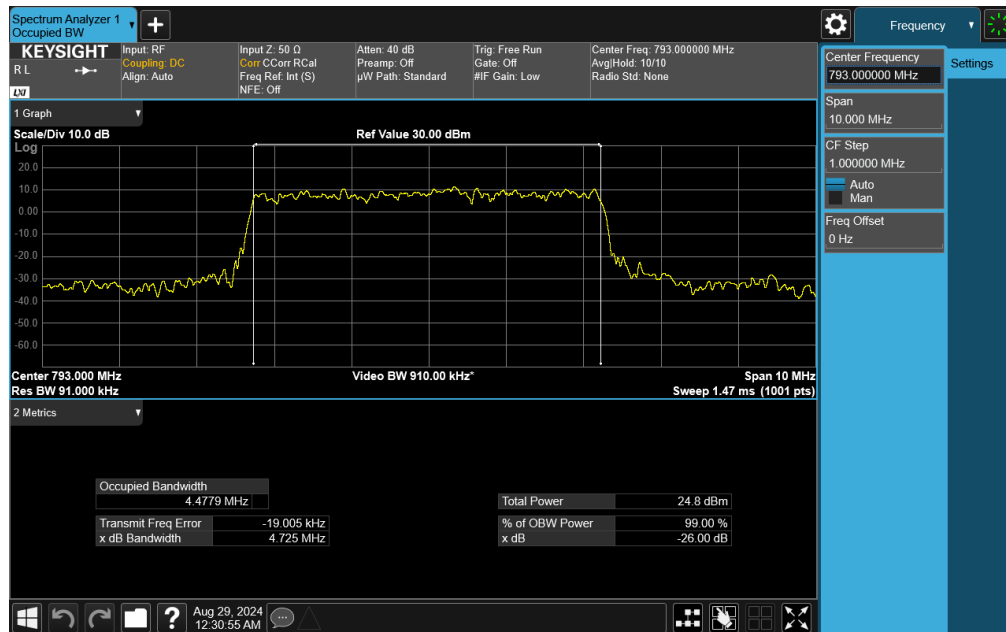 Spectrum Analyzer 1
Occupied BW
+
Frequency
KEYSIGHT
R L
LXI
Input: RF
Coupling: DC
Align: Auto
Input Z: 50 Ω
Corr CCorr RCal
Freq Ref: Int (S)
NFE: Off
Atten: 40 dB
Preamp: Off
µW Path: Standard
Trig: Free Run
Gate: Off
#IF Gain: Low
Center Freq: 793.000000 MHz
Avg|Hold: 10/10
Radio Std: None
Center Frequency
793.000000 MHz
Settings
Span
10.000 MHz
CF Step
1.000000 MHz
Auto
Man
Freq Offset
0 Hz
1 Graph
Scale/Div 10.0 dB
Ref Value 30.00 dBm
Log
20.0
10.0
0.00
-10.0
-20.0
-30.0
-40.0
-50.0
-60.0
Center 793.000 MHz
Video BW 910.00 kHz*
Span 10 MHz
Res BW 91.000 kHz
Sweep 1.47 ms (1001 pts)
2 Metrics
Occupied Bandwidth
4.4779 MHz
Transmit Freq Error -19.005 kHz
x dB Bandwidth 4.725 MHz
Total Power 24.8 dBm
% of OBW Power 99.00 %
x dB -26.00 dB
?
Aug 29, 2024
12:30:55 AM